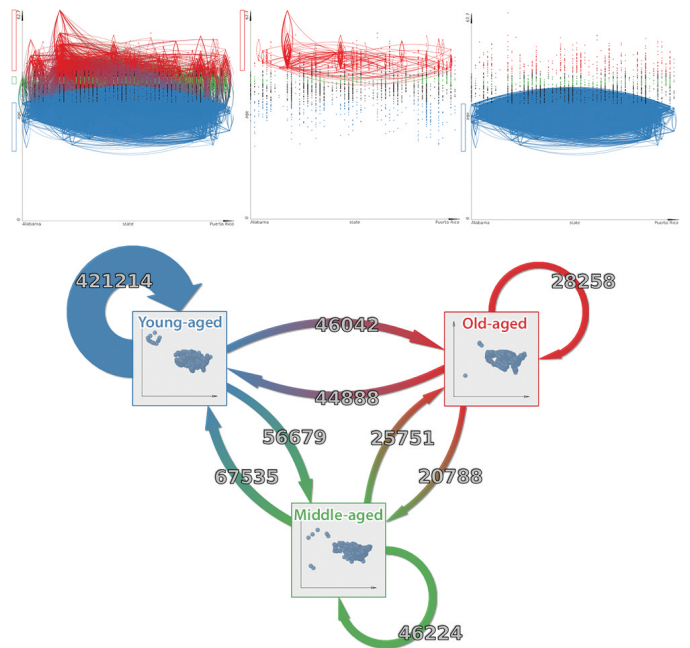 Alabama state Puerto Rico
Alabama state Puerto Rico
Alabama state Puerto Rico
421214
28258
Young-aged
Old-aged
46042
44888
56679
25751
67535
20788
Middle-aged
46224